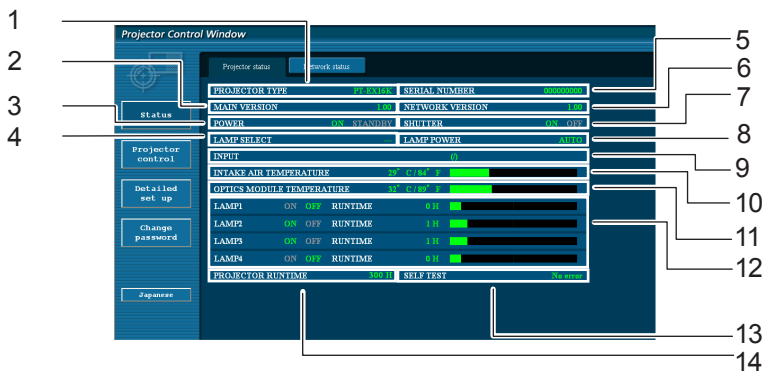 Projector Control Window
Projector status
Network status
PROJECTOR TYPE PT-EX16K SERIAL NUMBER 000000000
MAIN VERSION 1.00 NETWORK VERSION 1.00
POWER ON STANDBY SHUTTER ON OFF
LAMP SELECT LAMP POWER AUTO
INPUT (/)
INTAKE AIR TEMPERATURE 29° C / 84° F
OPTICS MODULE TEMPERATURE 32° C / 89° F
LAMP1 ON OFF RUNTIME 0 H
LAMP2 ON OFF RUNTIME 1 H
LAMP3 ON OFF RUNTIME 1 H
LAMP4 ON OFF RUNTIME 0 H
PROJECTOR RUNTIME 300 H SELF TEST No error
Status
Projector
control
Detailed
set up
Change
password
Japanese
1
2
3
4
5
6
7
8
9
10
11
12
13
14